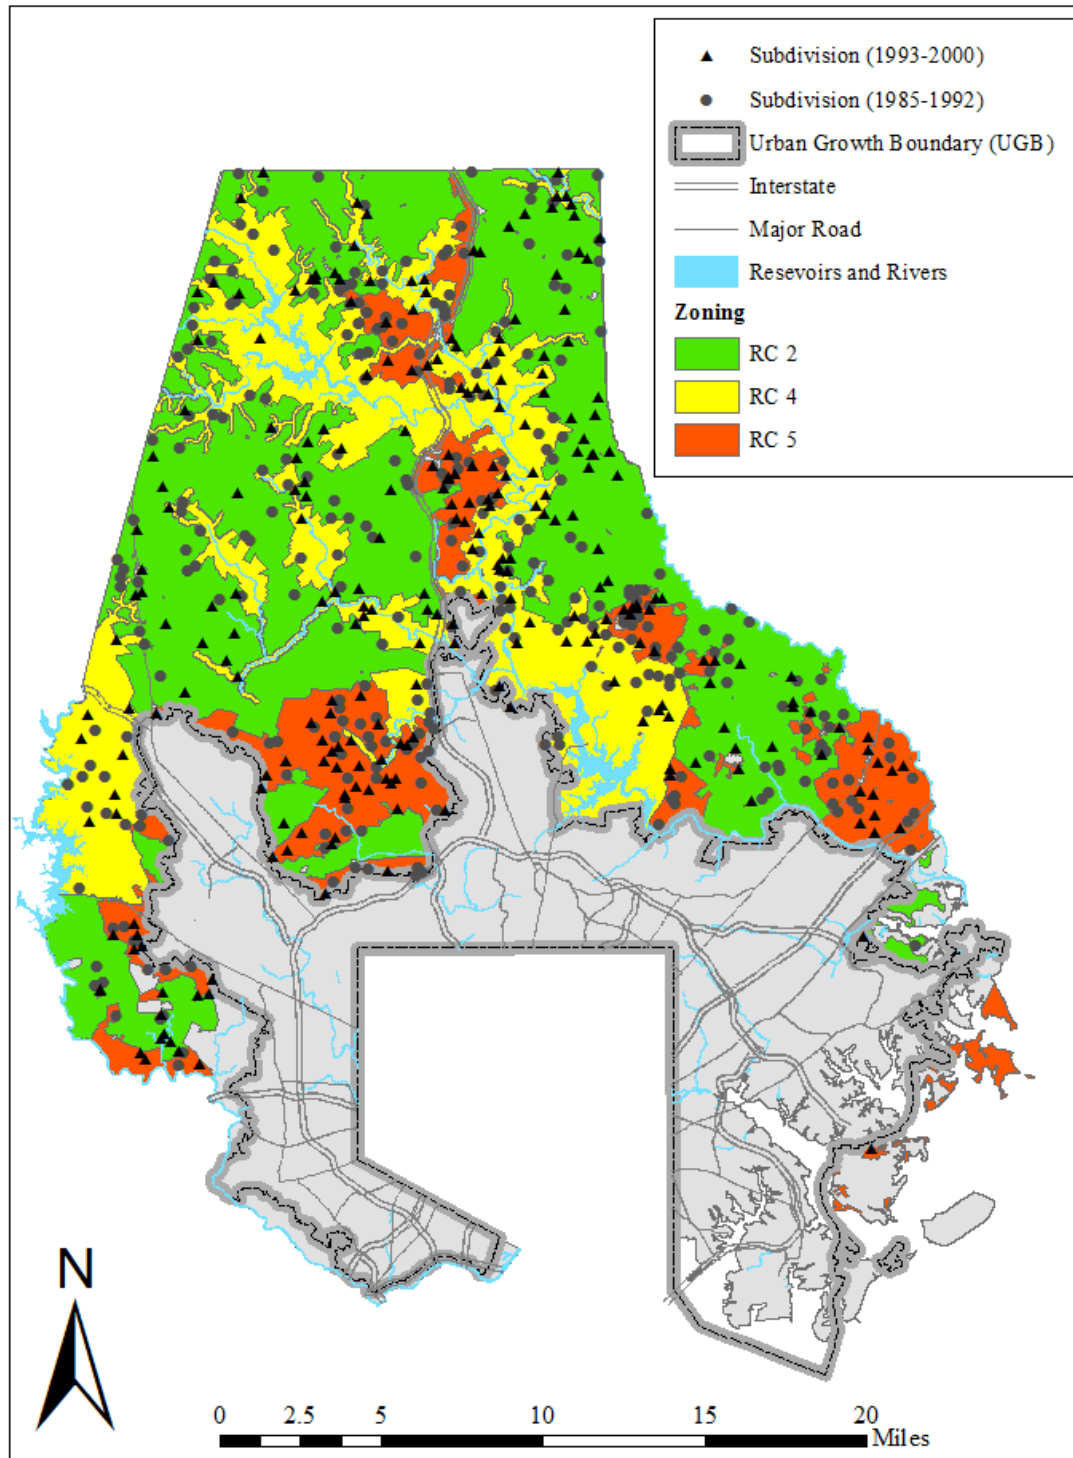 Subdivision (1993-2000)
Subdivision (1985-1992)
Urban Growth Boundary (UGB)
Interstate
Major Road
Resevoirs and Rivers
Zoning
RC 2
RC 4
RC 5
N
0 2.5 5 10 15 20
Miles